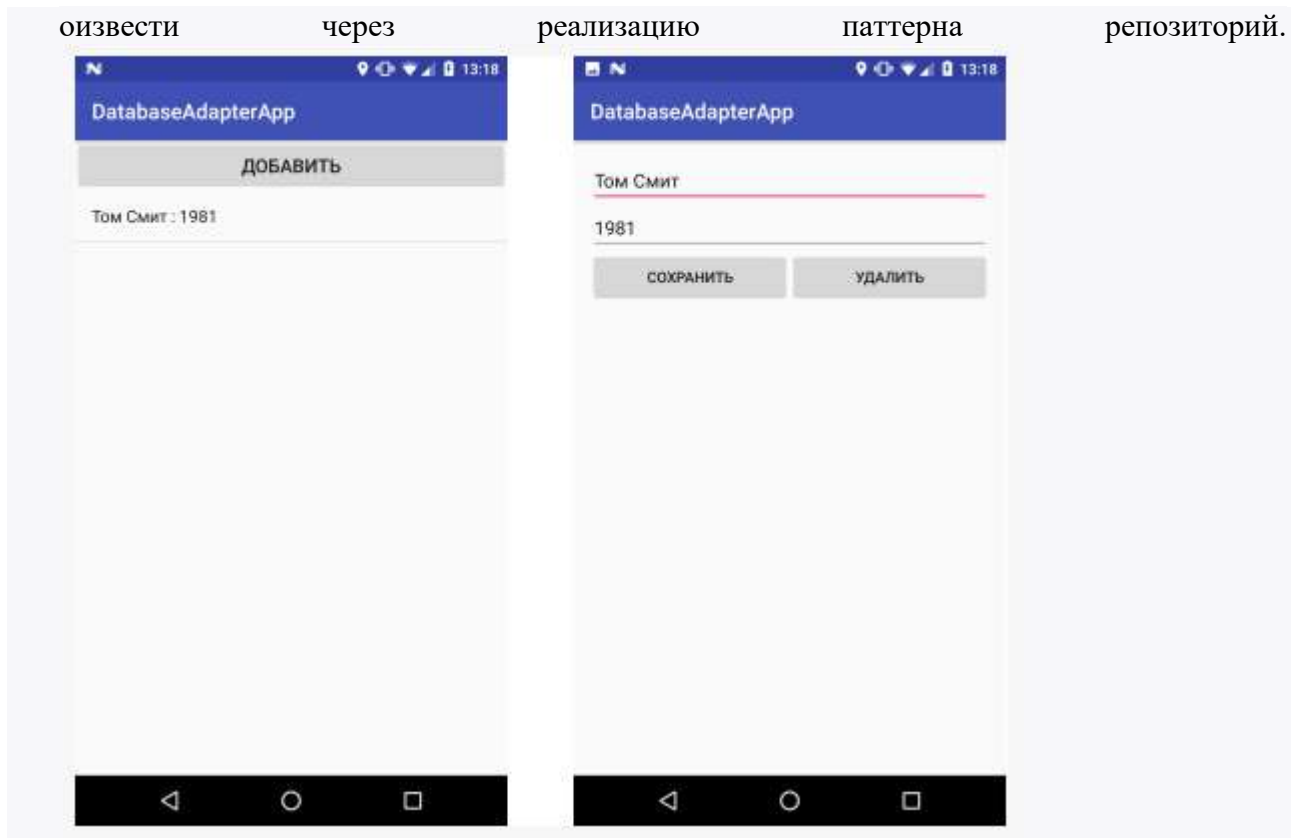 оизвести через реализацию паттерна репозиторий.
13:18
DatabaseAdapterApp
ДОБАВИТЬ
Том Смит : 1981
13:18
DatabaseAdapterApp
Том Смит
1981
СОХРАНИТЬ УДАЛИТЬ